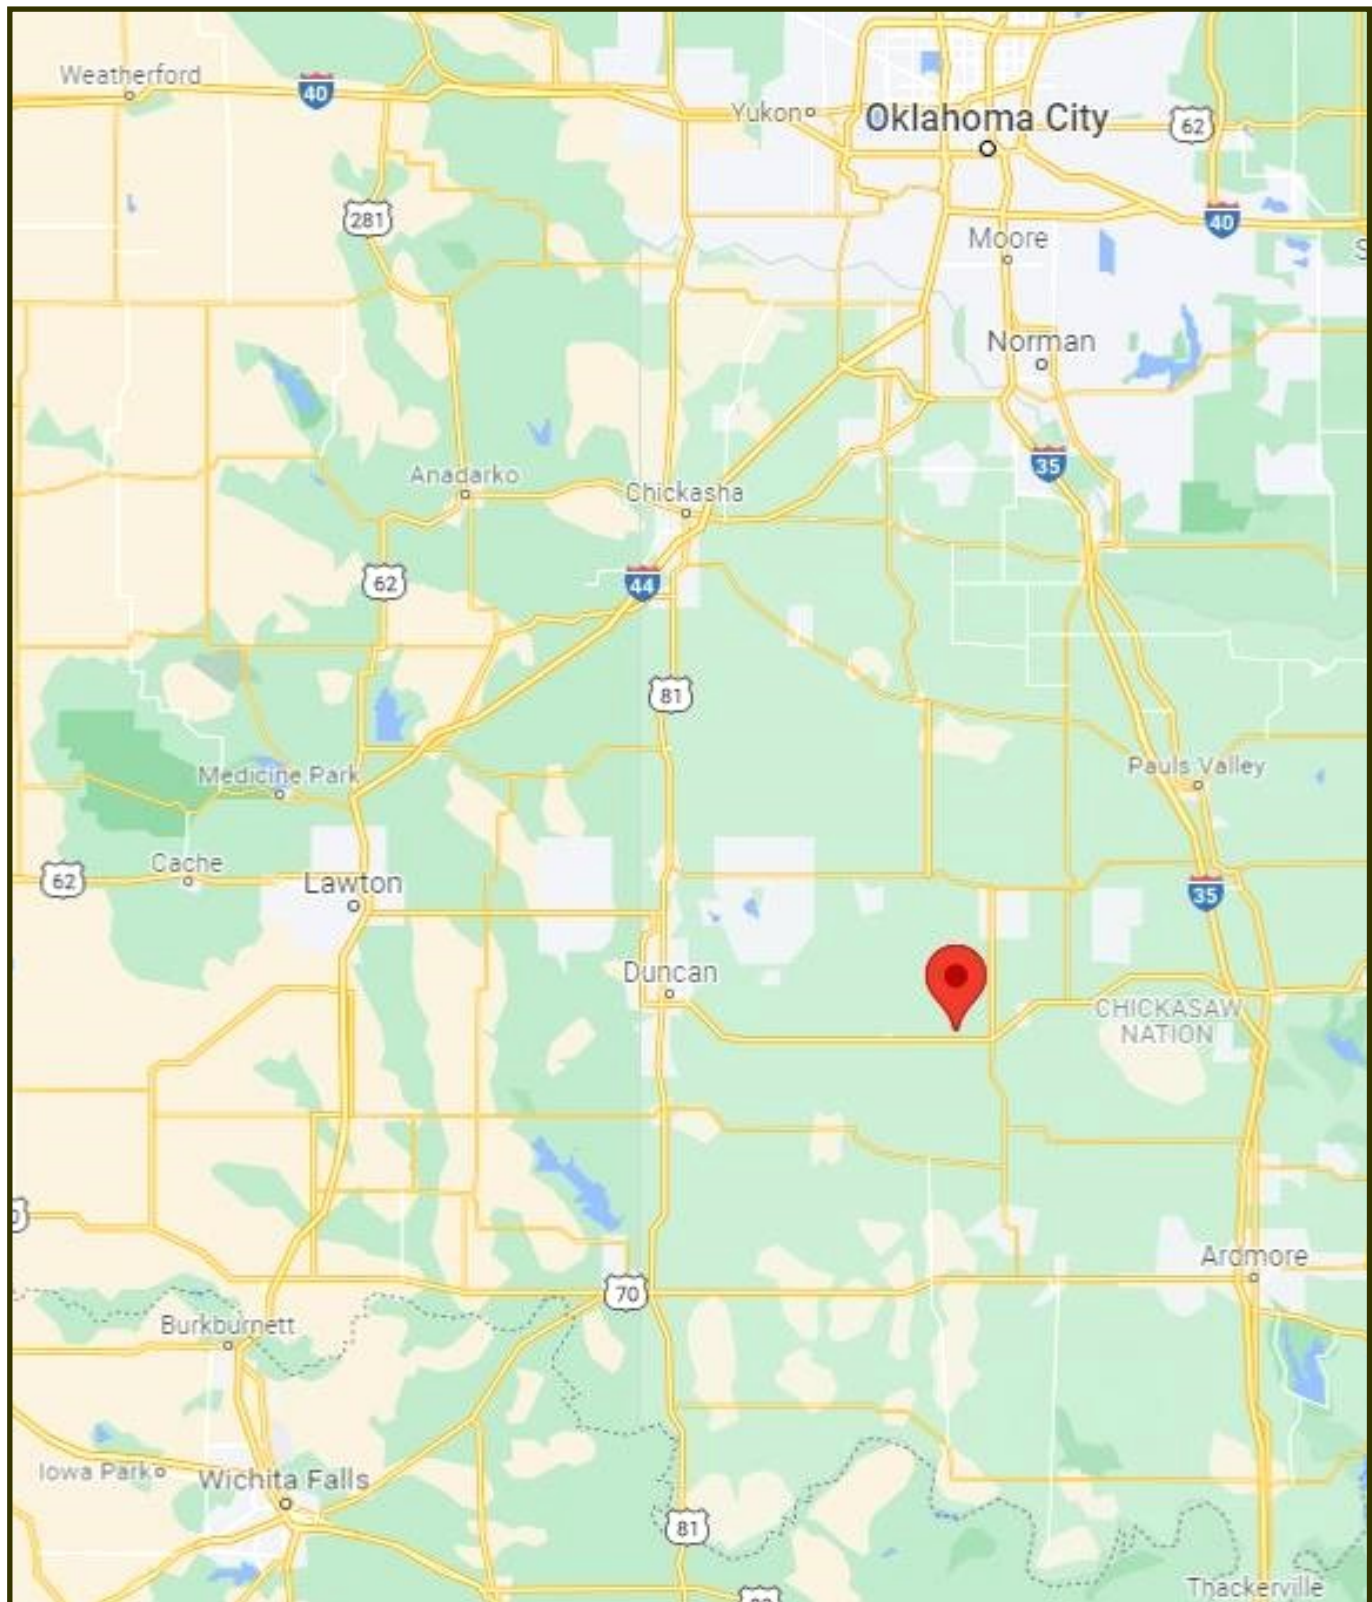 Weatherford
40
Yukon
Oklahoma City
62
281
40
Moore
Norman
35
Anadarko
Chickasha
62
44
81
Pauls Valley
Medicine Park
Cache
62
Lawton
35
Duncan
CHICKASAW
NATION
Ardmore
70
Burkburnett
Iowa Park
Wichita Falls
81
Thackerville